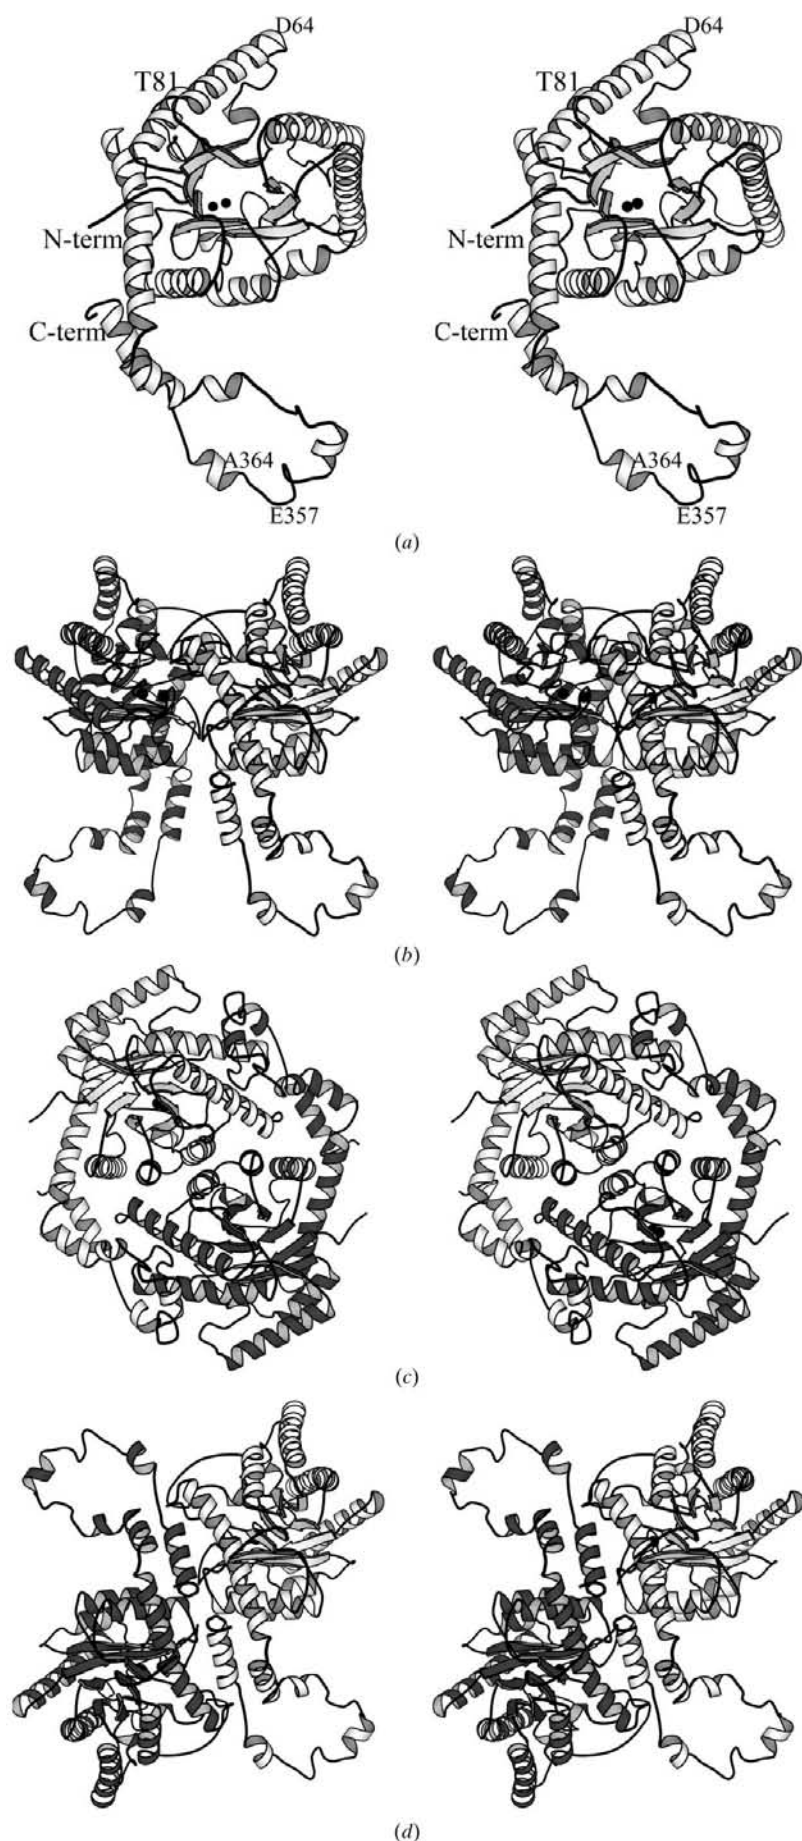 D64 D64
T81 T81
N-term N-term
C-term C-term
A364 A364
E357 E357
(a)
(b)
(c)
(d)